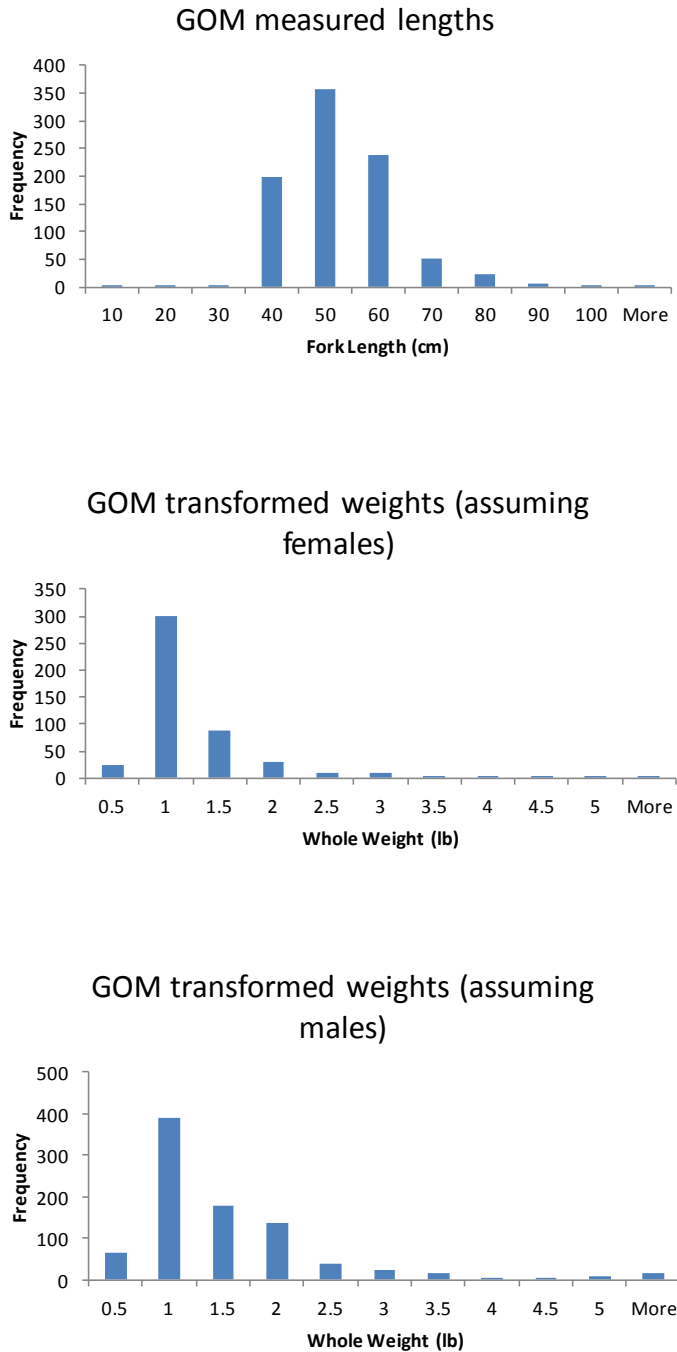 GOM measured lengths
400
350
300
250
200
150
100
50
0
Frequency
10 20 30 40 50 60 70 80 90 100 More
Fork Length (cm)
GOM transformed weights (assuming
females)
350
300
250
200
150
100
50
0
Frequency
0.5 1 1.5 2 2.5 3 3.5 4 4.5 5 More
Whole Weight (lb)
GOM transformed weights (assuming
males)
500
400
300
200
100
0
Frequency
0.5 1 1.5 2 2.5 3 3.5 4 4.5 5 More
Whole Weight (lb)